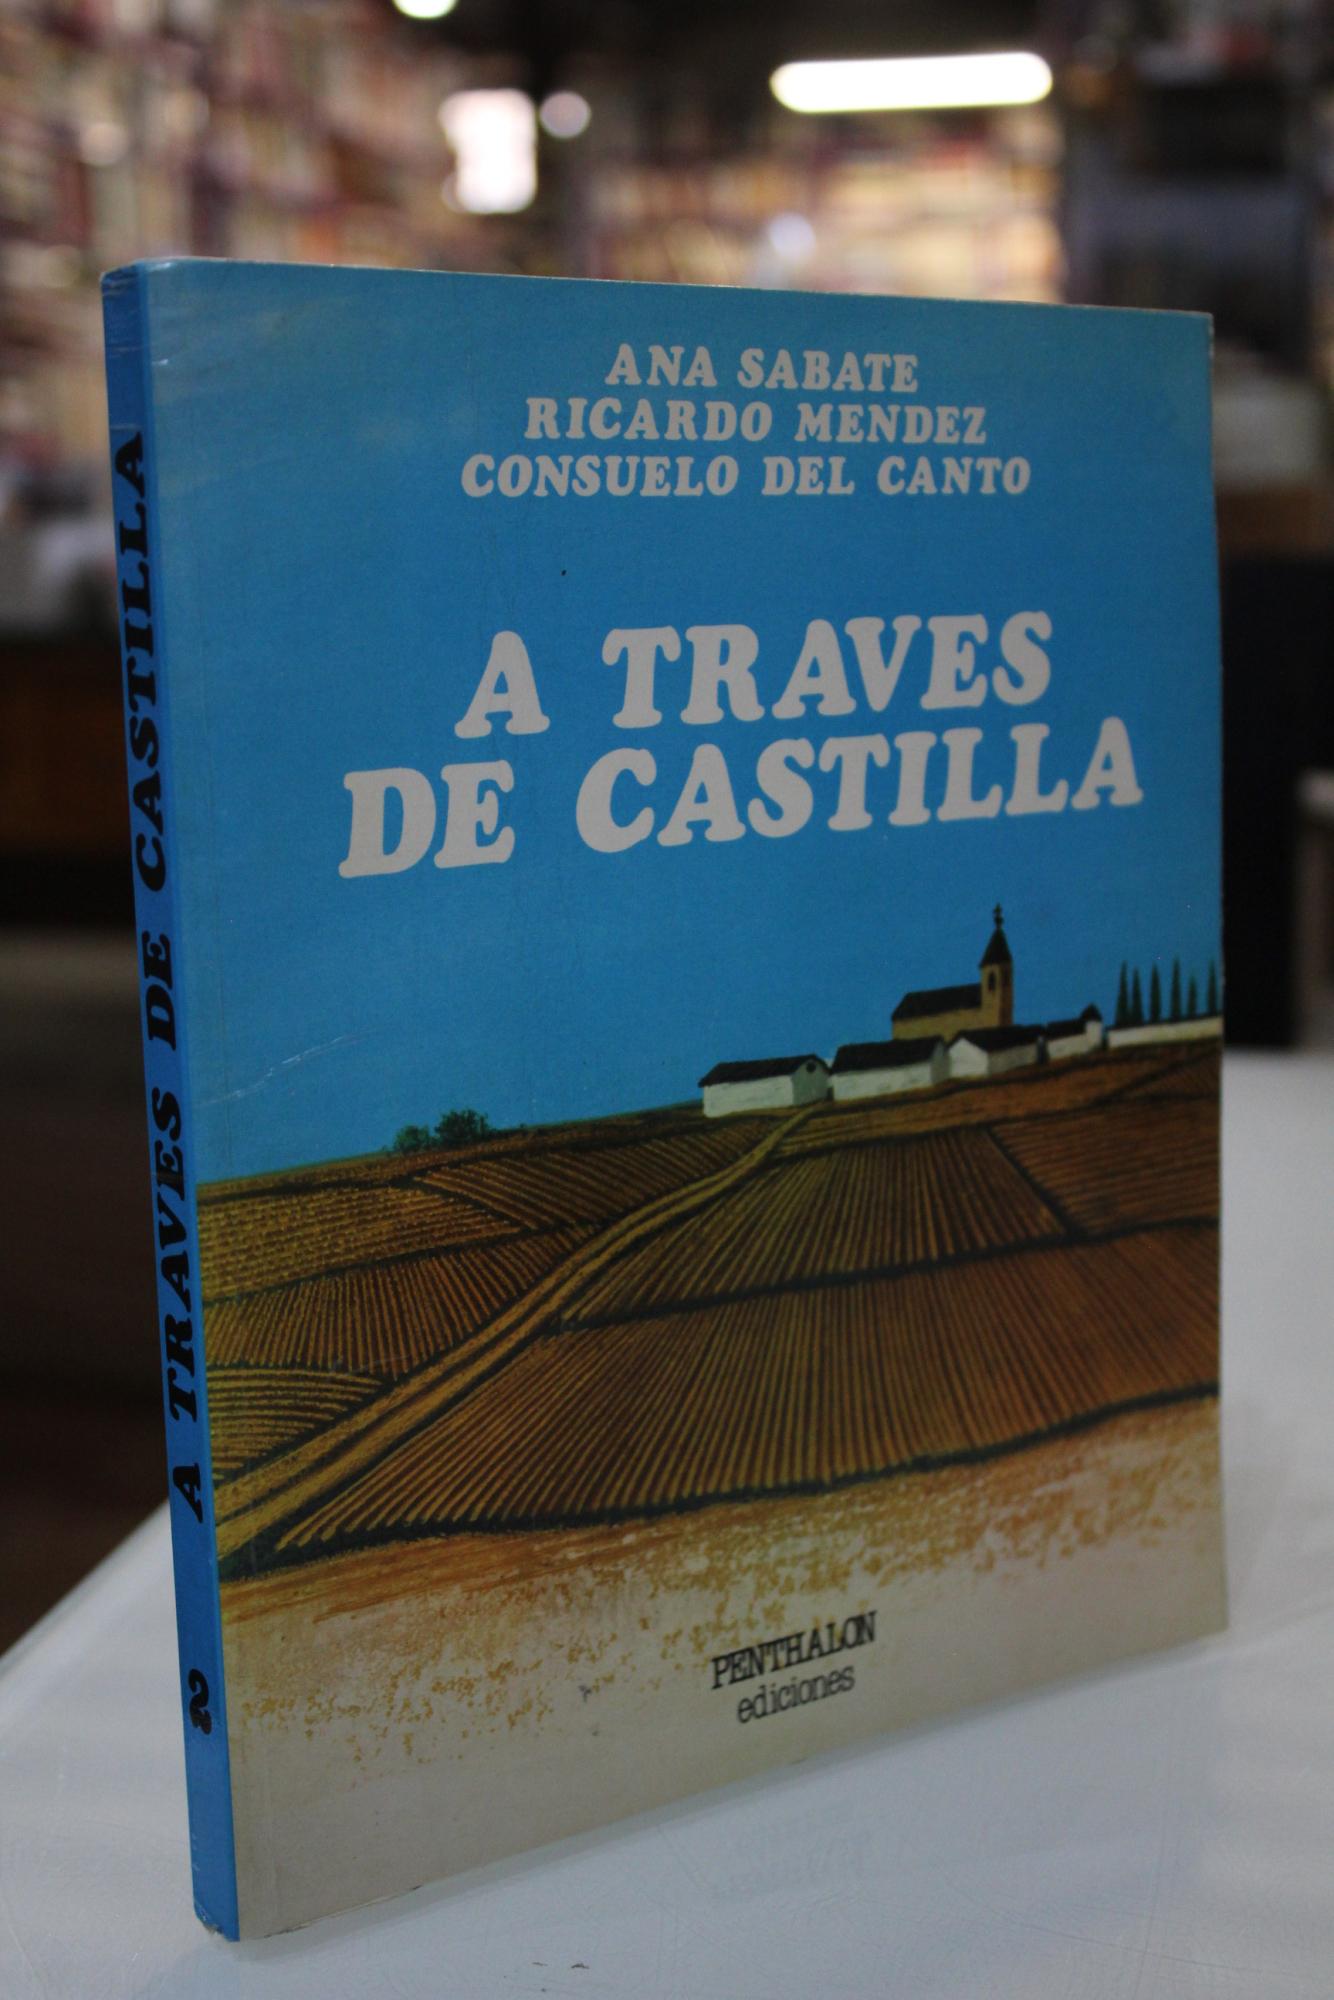 ANA SABATE
RICARDO MENDEZ
CONSUELO DEL CANTO
A TRAVES
DE CASTILLA
PENTHALON
ediciones
A TRAVES DE CASTILLA
2